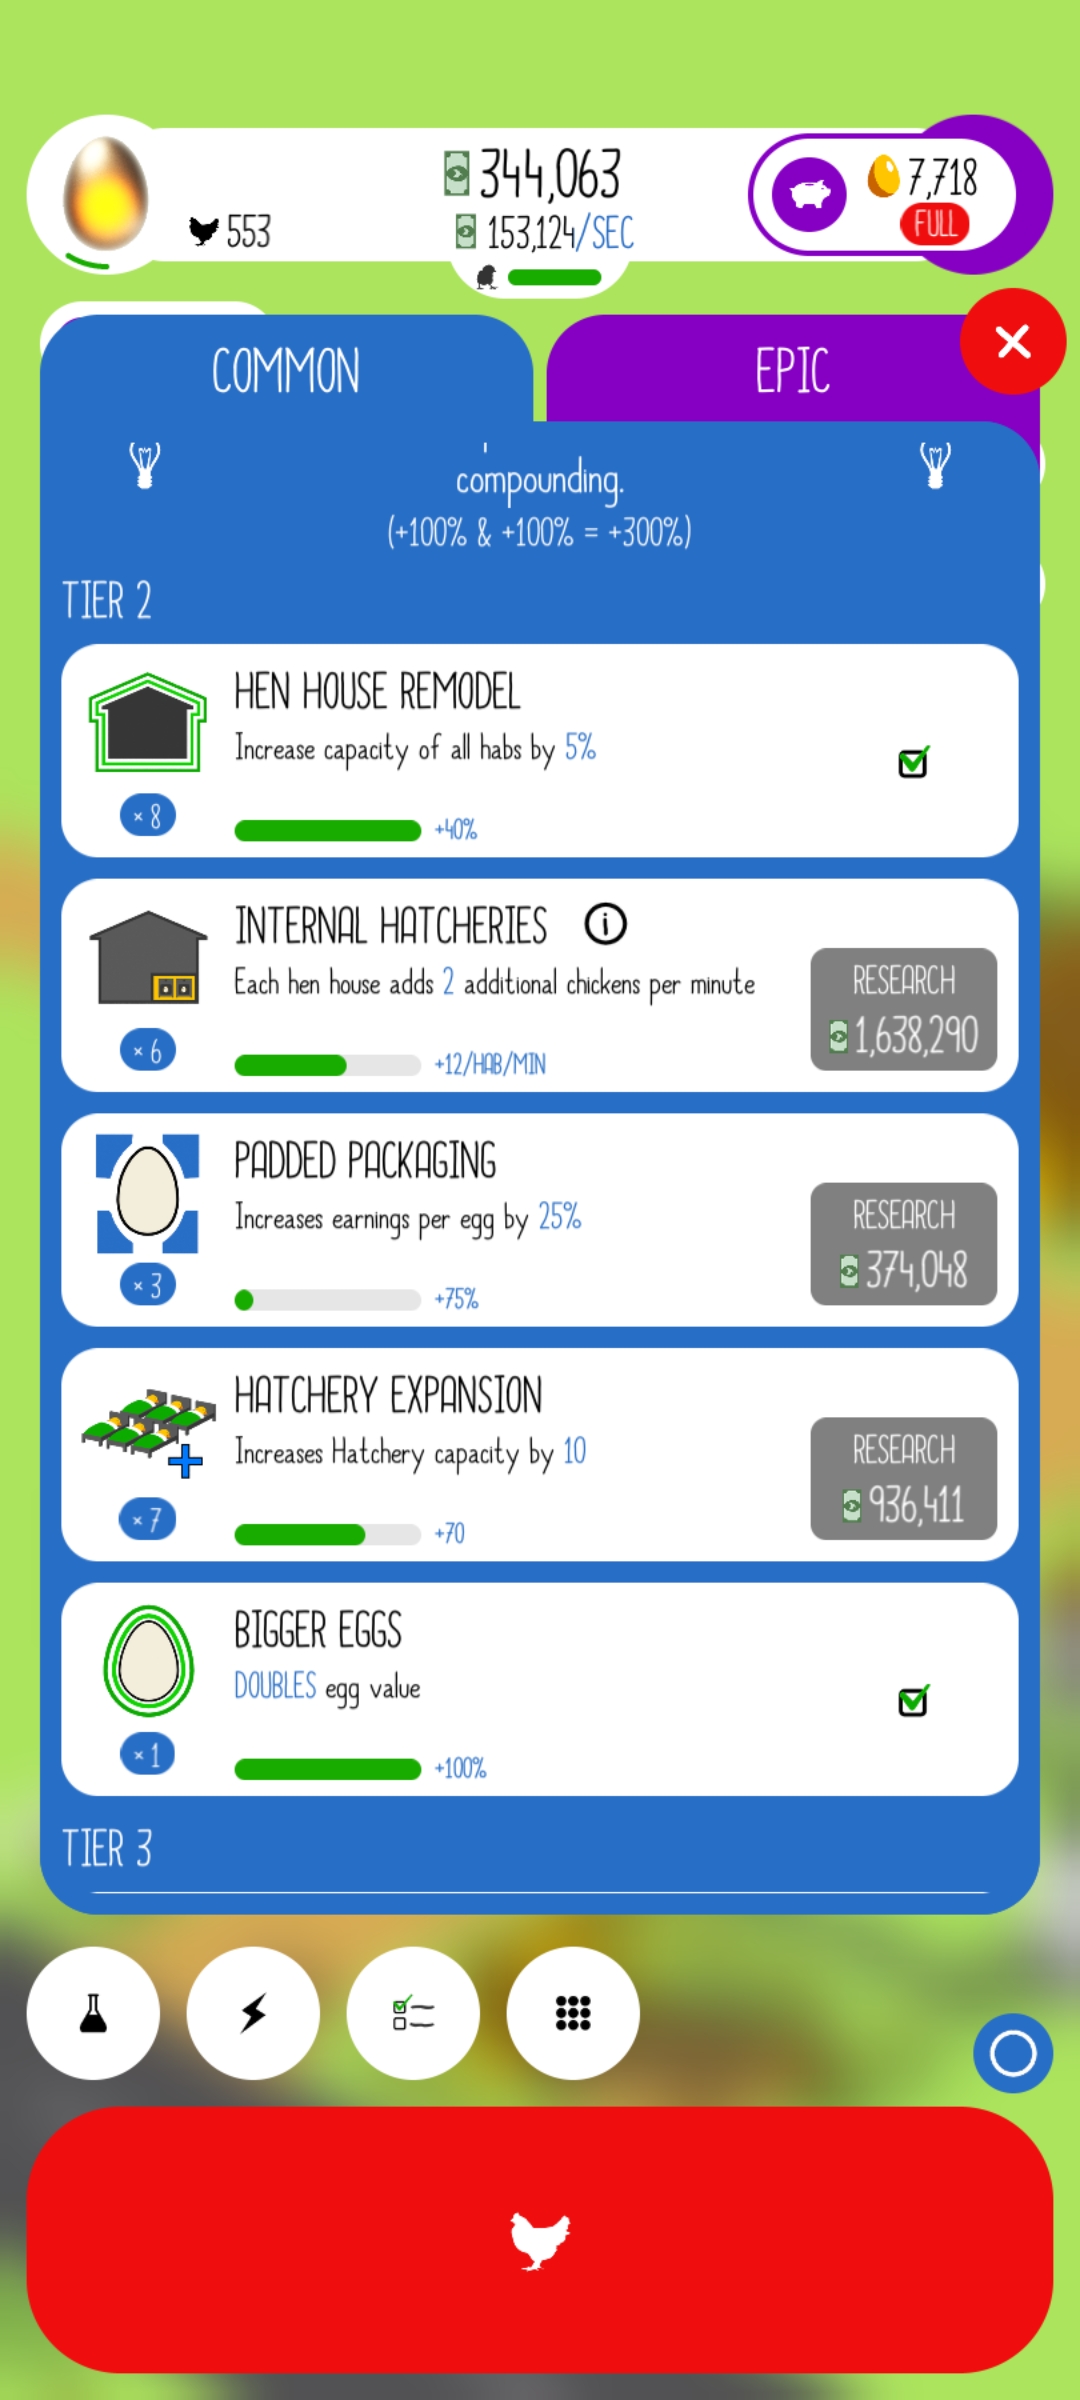 344,063
7,718
553
153,124/SEC
FULL
COMMON
EPIC
compounding.
(+100% & +100% = +300%)
TIER 2
HEN HOUSE REMODEL
Increase capacity of all habs by 5%
× 8
+40%
INTERNAL HATCHERIES
i
Each hen house adds 2 additional chickens per minute
RESEARCH
1,638,290
× 6
+12/HAB/MIN
PADDED PACKAGING
Increases earnings per egg by 25%
RESEARCH
374,048
× 3
+75%
HATCHERY EXPANSION
Increases Hatchery capacity by 10
RESEARCH
936,411
× 7
+70
BIGGER EGGS
DOUBLES egg value
× 1
+100%
TIER 3